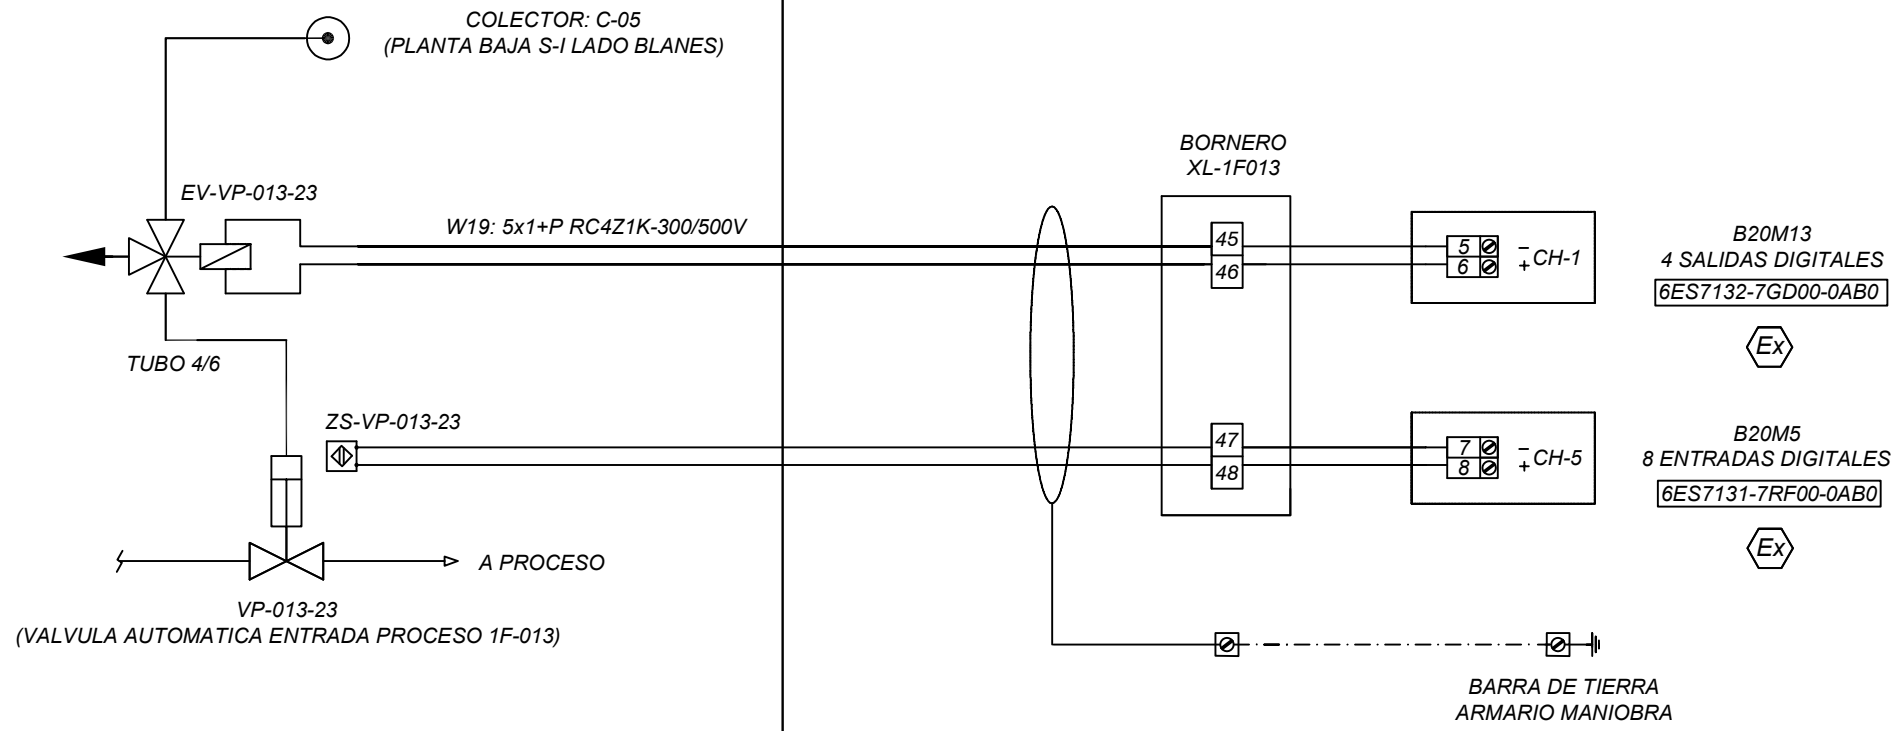 COLECTOR: C-05
(PLANTA BAJA S-I LADO BLANES)
EV-VP-013-23
W19: 5x1+P RC4Z1K-300/500V
TUBO 4/6
ZS-VP-013-23
A PROCESO
VP-013-23
(VALVULA AUTOMATICA ENTRADA PROCESO 1F-013)
BORNERO
XL-1F013
45
46
47
48
5
6
-
+ CH-1
7
8
-
+ CH-5
B20M13
4 SALIDAS DIGITALES
6ES7132-7GD00-0AB0
Ex
B20M5
8 ENTRADAS DIGITALES
6ES7131-7RF00-0AB0
Ex
BARRA DE TIERRA
ARMARIO MANIOBRA